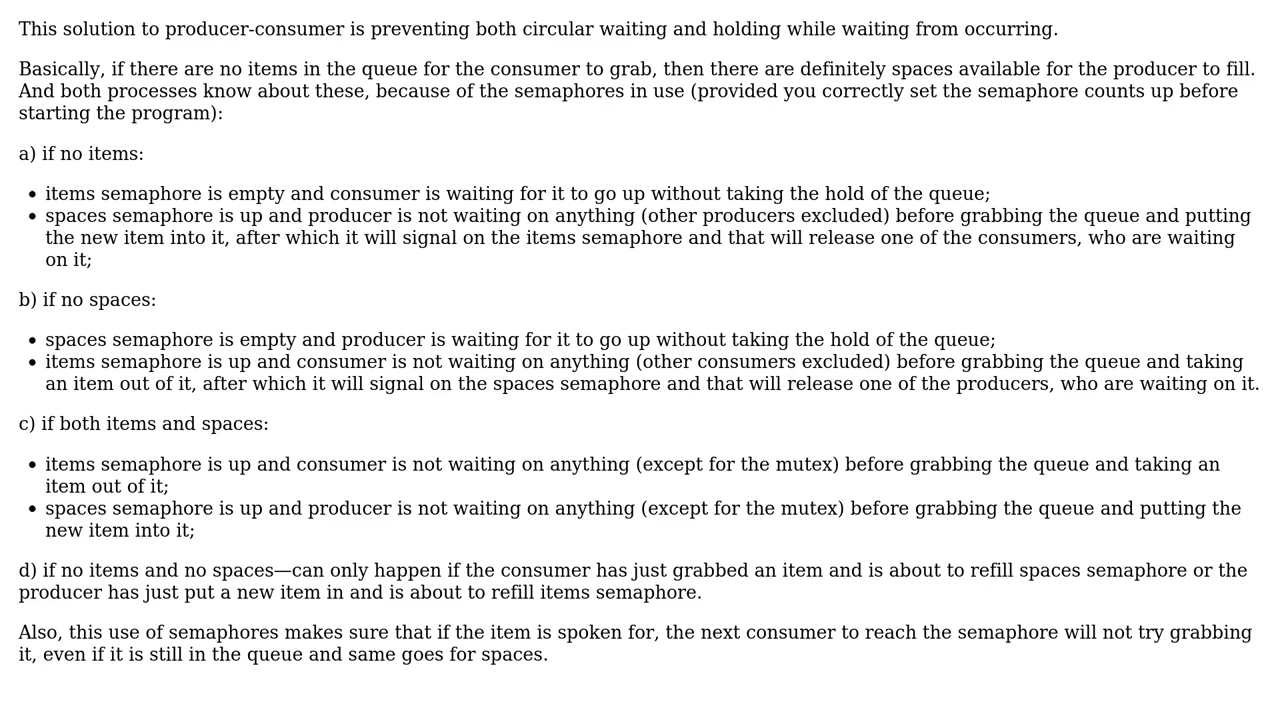 This solution to producer-consumer is preventing both circular waiting and holding while waiting from occurring.
Basically, if there are no items in the queue for the consumer to grab, then there are definitely spaces available for the producer to fill.
And both processes know about these, because of the semaphores in use (provided you correctly set the semaphore counts up before
starting the program):
a) if no items:
• items semaphore is empty and consumer is waiting for it to go up without taking the hold of the queue;
• spaces semaphore is up and producer is not waiting on anything (other producers excluded) before grabbing the queue and putting
the new item into it, after which it will signal on the items semaphore and that will release one of the consumers, who are waiting
on it;
b) if no spaces:
• spaces semaphore is empty and producer is waiting for it to go up without taking the hold of the queue;
• items semaphore is up and consumer is not waiting on anything (other consumers excluded) before grabbing the queue and taking
an item out of it, after which it will signal on the spaces semaphore and that will release one of the producers, who are waiting on it.
c) if both items and spaces:
• items semaphore is up and consumer is not waiting on anything (except for the mutex) before grabbing the queue and taking an
item out of it;
• spaces semaphore is up and producer is not waiting on anything (except for the mutex) before grabbing the queue and putting the
new item into it;
d) if no items and no spaces—can only happen if the consumer has just grabbed an item and is about to refill spaces semaphore or the
producer has just put a new item in and is about to refill items semaphore.
Also, this use of semaphores makes sure that if the item is spoken for, the next consumer to reach the semaphore will not try grabbing
it, even if it is still in the queue and same goes for spaces.